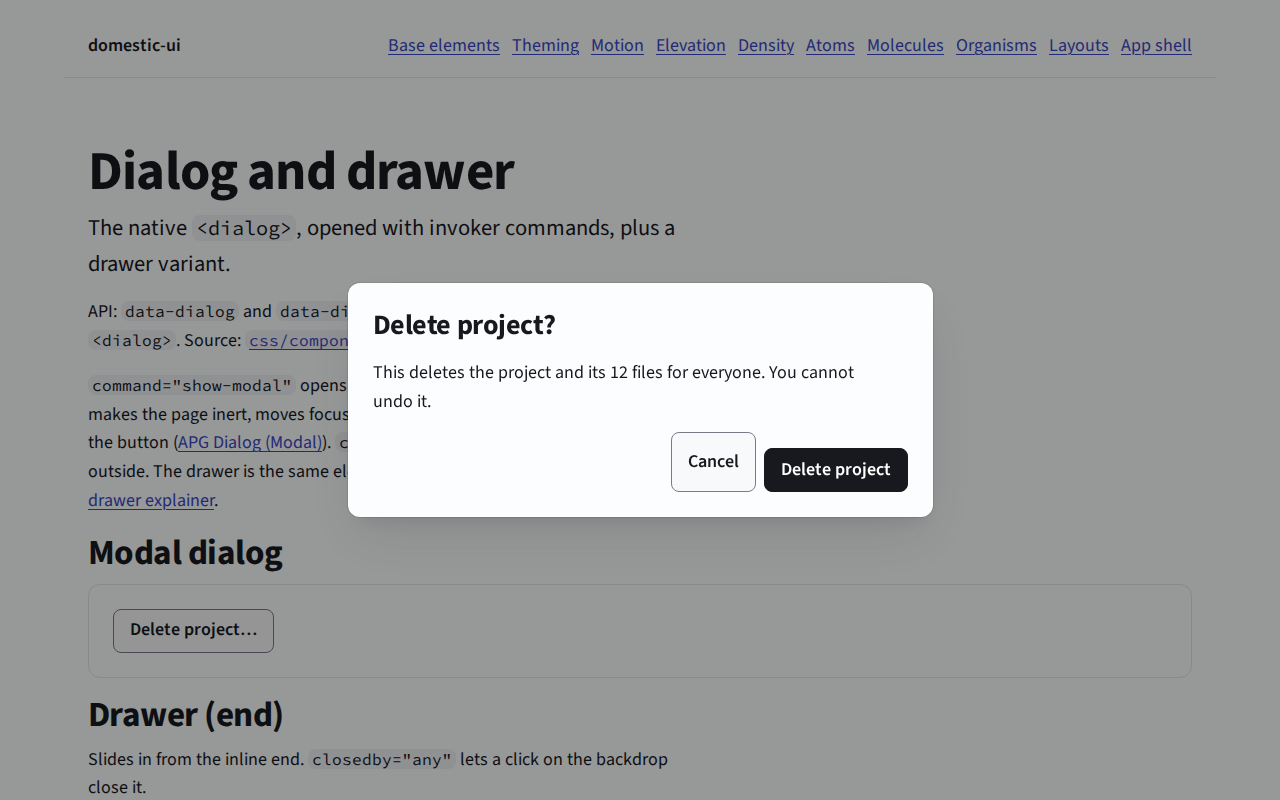 domestic-ui
Base elements Theming Motion Elevation Density Atoms Molecules Organisms Layouts App shell
Dialog and drawer
The native <dialog>, opened with invoker commands, plus a
drawer variant.
API: data-dialog and data-di
<dialog>. Source: css/compon
command="show-modal" opens
makes the page inert, moves focus
the button (APG Dialog (Modal)). c
outside. The drawer is the same el
drawer explainer.
Delete project?
This deletes the project and its 12 files for everyone. You cannot
undo it.
Cancel Delete project
Modal dialog
Delete project…
Drawer (end)
Slides in from the inline end. closedby="any" lets a click on the backdrop
close it.